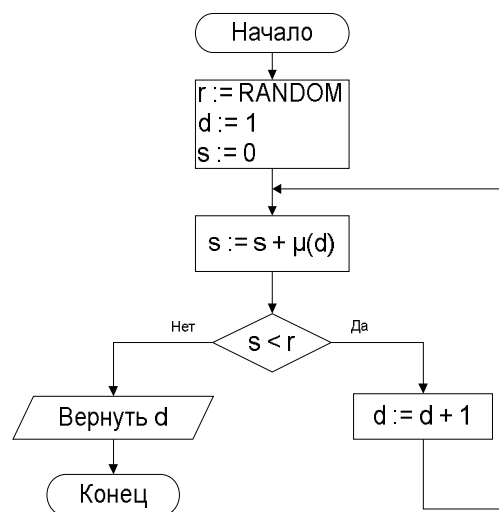 Начало
r := RANDOM
d := 1
s := 0
s := s + µ(d)
s < r
Нет
Да
Вернуть d
d := d + 1
Конец